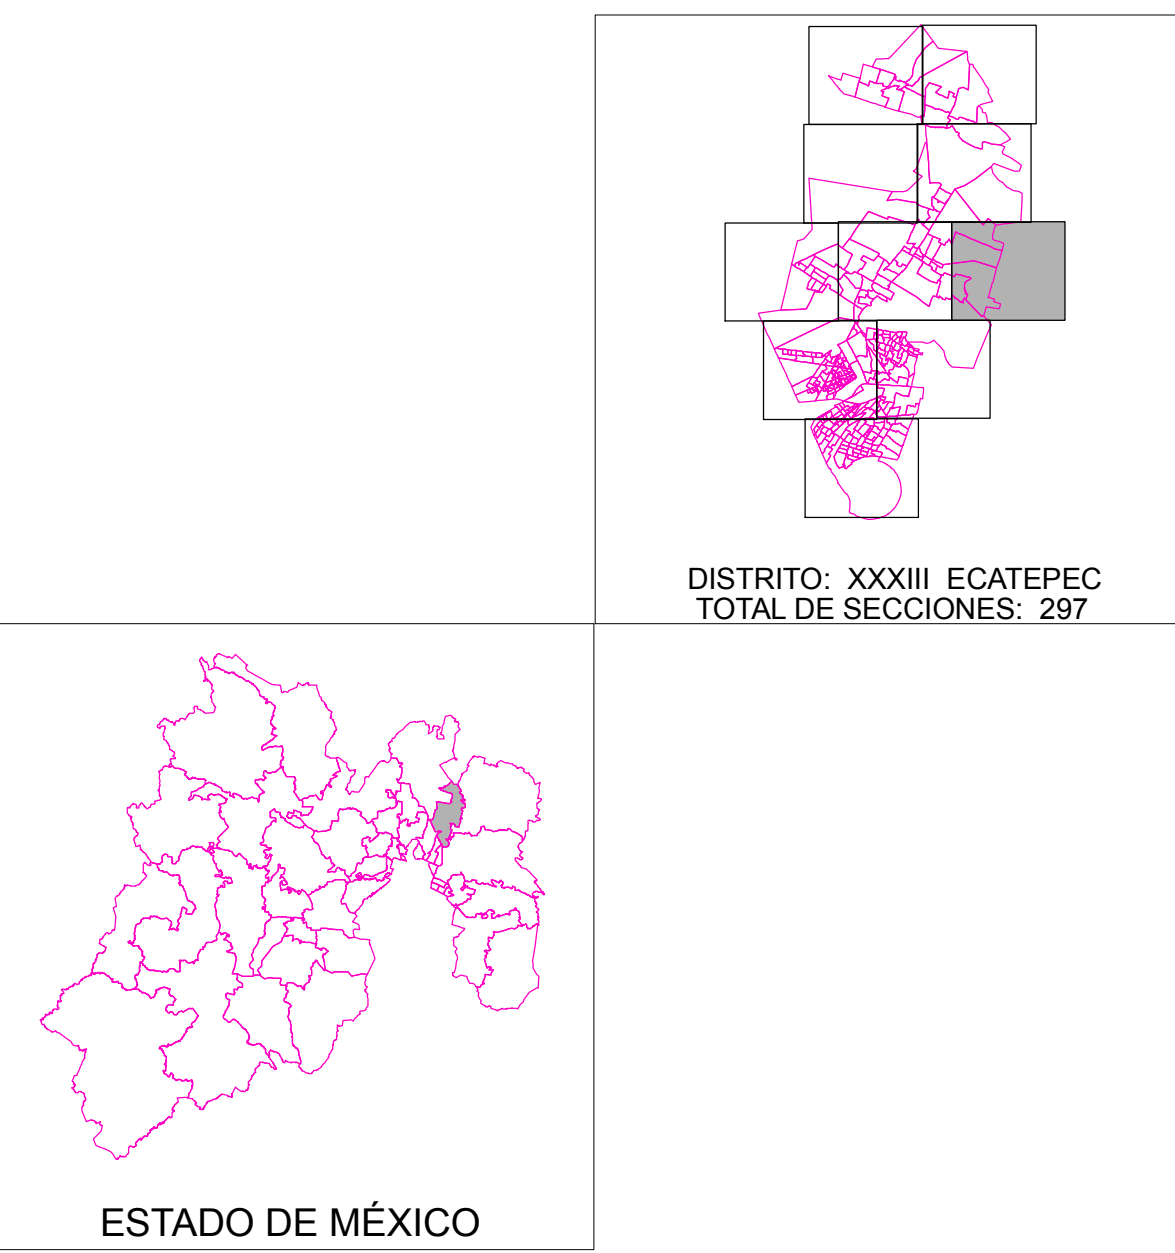 DISTRITO: XXXIII ECATEPEC
TOTAL DE SECCIONES: 297
ESTADO DE MÉXICO